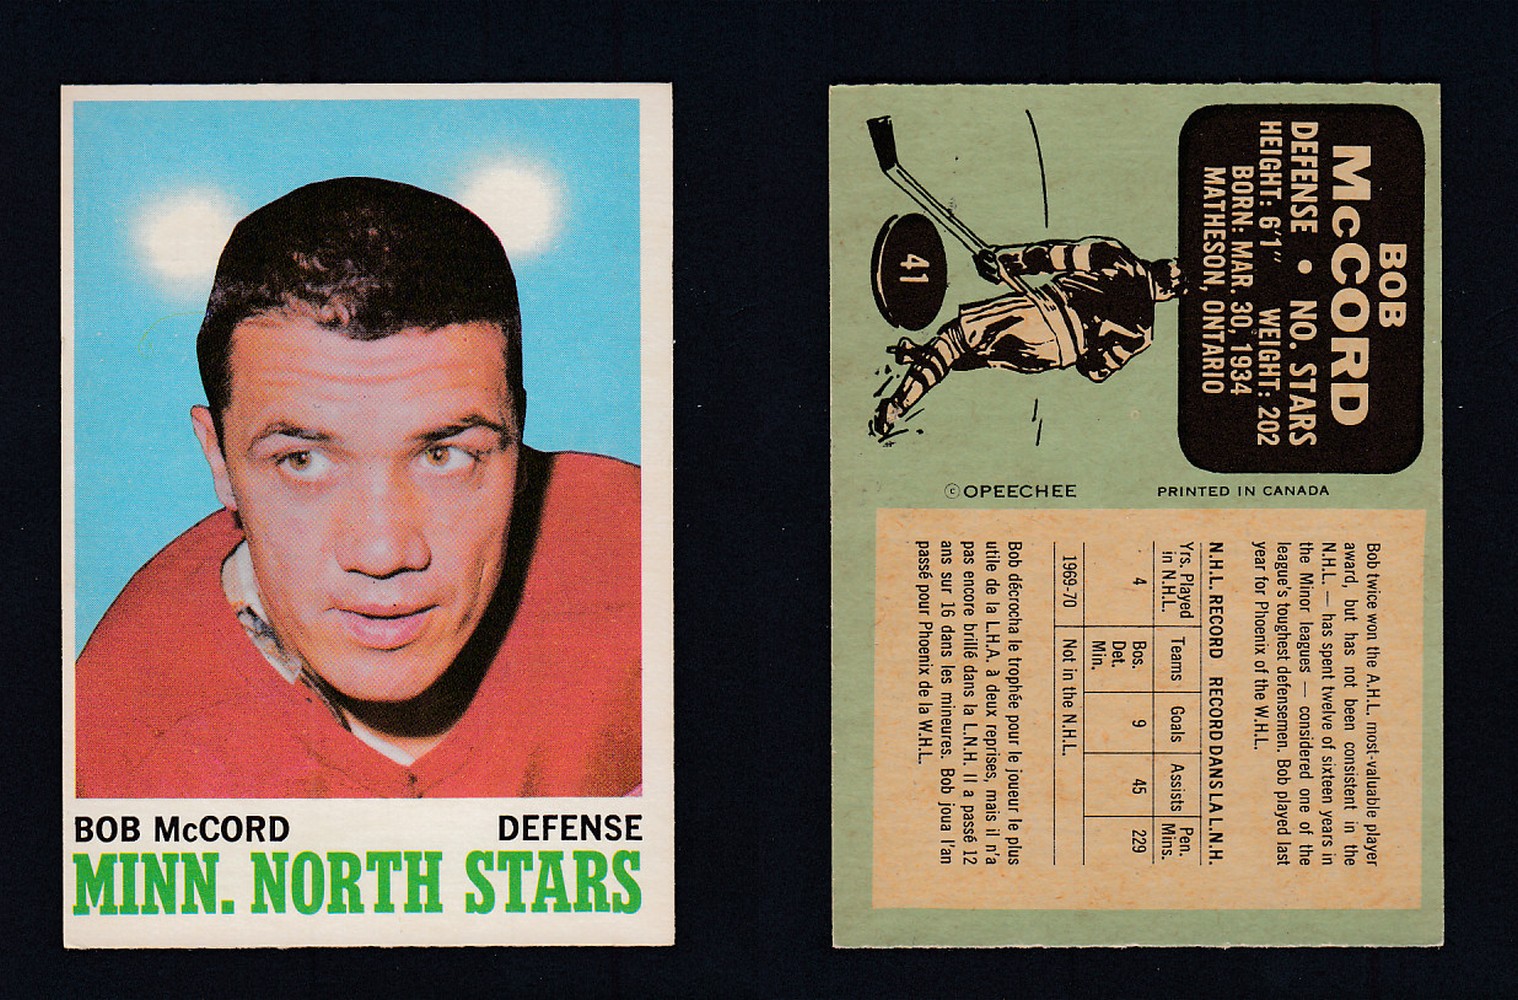 BOB McCORD DEFENSE
MINN. NORTH STARS
BOB
McCORD
DEFENSE • NO. STARS
HEIGHT: 6'1" WEIGHT: 202
BORN: MAR. 30, 1934
MATHESON, ONTARIO
41
© OPEECHEE PRINTED IN CANADA
Bob twice won the A.H.L. most-valuable player
award, but has not been consistent in the
N.H.L. — has spent twelve of sixteen years in
the Minor leagues — considered one of the
league's toughest defensemen. Bob played last
year for Phoenix of the W.H.L.
N.H.L. RECORD RECORD DANS LA L.N.H.
Yrs. Played Teams Goals Assists Pen.
in N.H.L. Mins.
4 Bos. 9 45 229
Det.
Min.
1969-70 Not in the N.H.L.
Bob décrocha le trophée pour le joueur le plus
utile de la L.H.A. à deux reprises, mais il n'a
pas encore brillé dans la L.N.H. Il a passé 12
ans sur 16 dans les mineures. Bob joua l'an
passé pour Phoenix de la W.H.L.